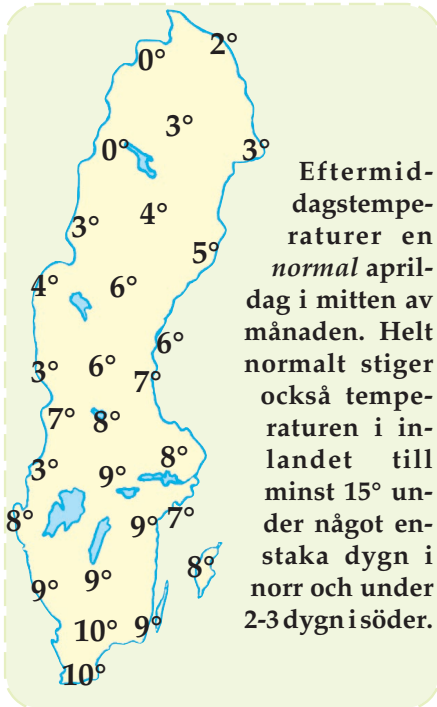 2°
0°
3°
0°
3°
4°
3°
5°
4°
6°
6°
3°
6°
7°
7°
8°
8°
3°
9°
8°
9°
7°
8°
9°
9°
10°
9°
10°
Eftermid-
dagstempe-
raturer en
normal april-
dag i mitten av
månaden. Helt
normalt stiger
också tempe-
raturen i in-
landet till
minst 15° un-
der något en-
staka dygn i
norr och under
2-3 dygn i söder.